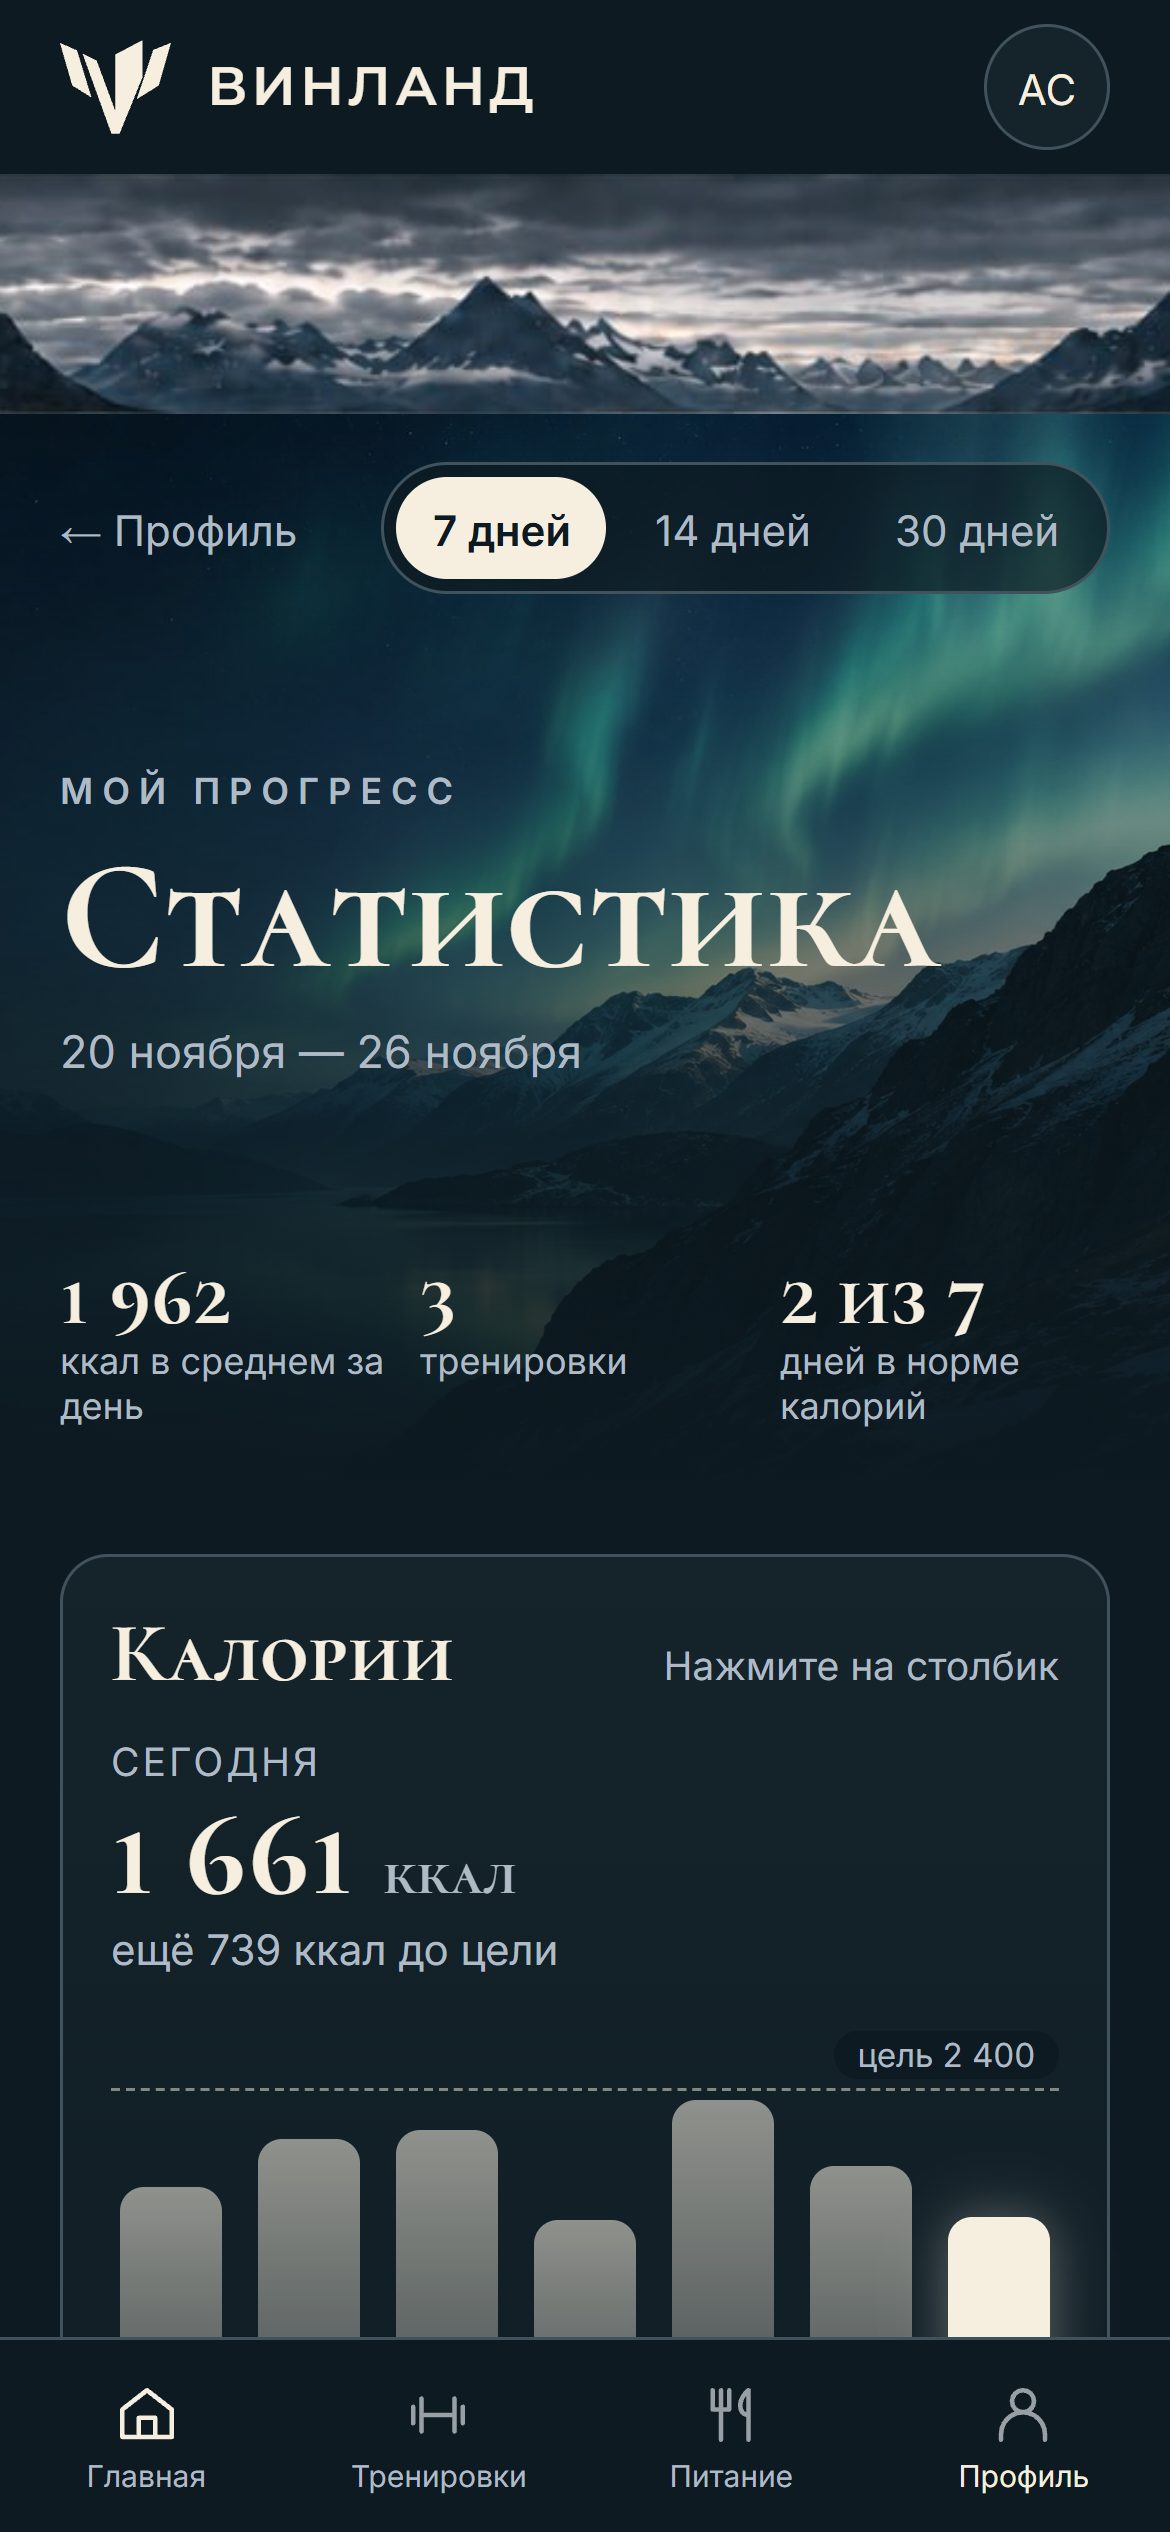 ВИНЛАНД
АС
← Профиль
7 дней
14 дней
30 дней
МОЙ ПРОГРЕСС
Статистика
20 ноября — 26 ноября
1 962
ккал в среднем за
день
3
тренировки
2 из 7
дней в норме
калорий
Калории
Нажмите на столбик
СЕГОДНЯ
1 661 ккал
ещё 739 ккал до цели
цель 2 400
Главная
Тренировки
Питание
Профиль